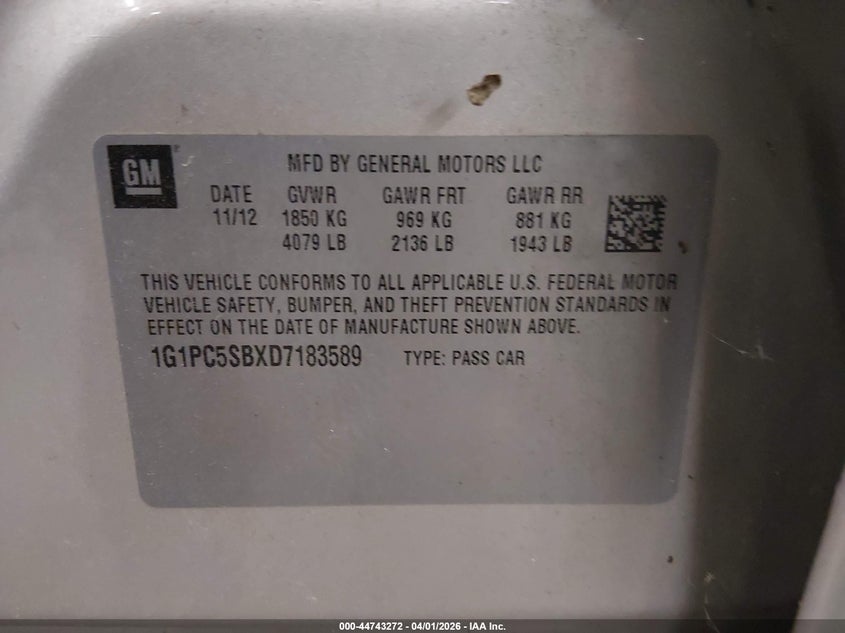 GM
MFD BY GENERAL MOTORS LLC
DATE GVWR GAWR FRT GAWR RR
11/12 1850 KG 969 KG 881 KG
4079 LB 2136 LB 1943 LB
THIS VEHICLE CONFORMS TO ALL APPLICABLE U.S. FEDERAL MOTOR
VEHICLE SAFETY, BUMPER, AND THEFT PREVENTION STANDARDS IN
EFFECT ON THE DATE OF MANUFACTURE SHOWN ABOVE.
1G1PC5SBXD7183589 TYPE: PASS CAR
000-44743272 - 04/01/2026 - IAA Inc.